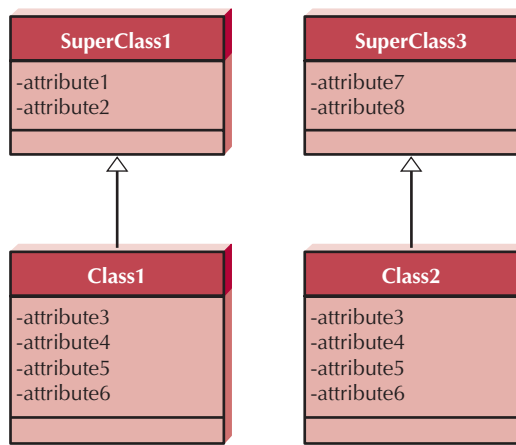 SuperClass1
-attribute1
-attribute2
SuperClass3
-attribute7
-attribute8
Class1
-attribute3
-attribute4
-attribute5
-attribute6
Class2
-attribute3
-attribute4
-attribute5
-attribute6